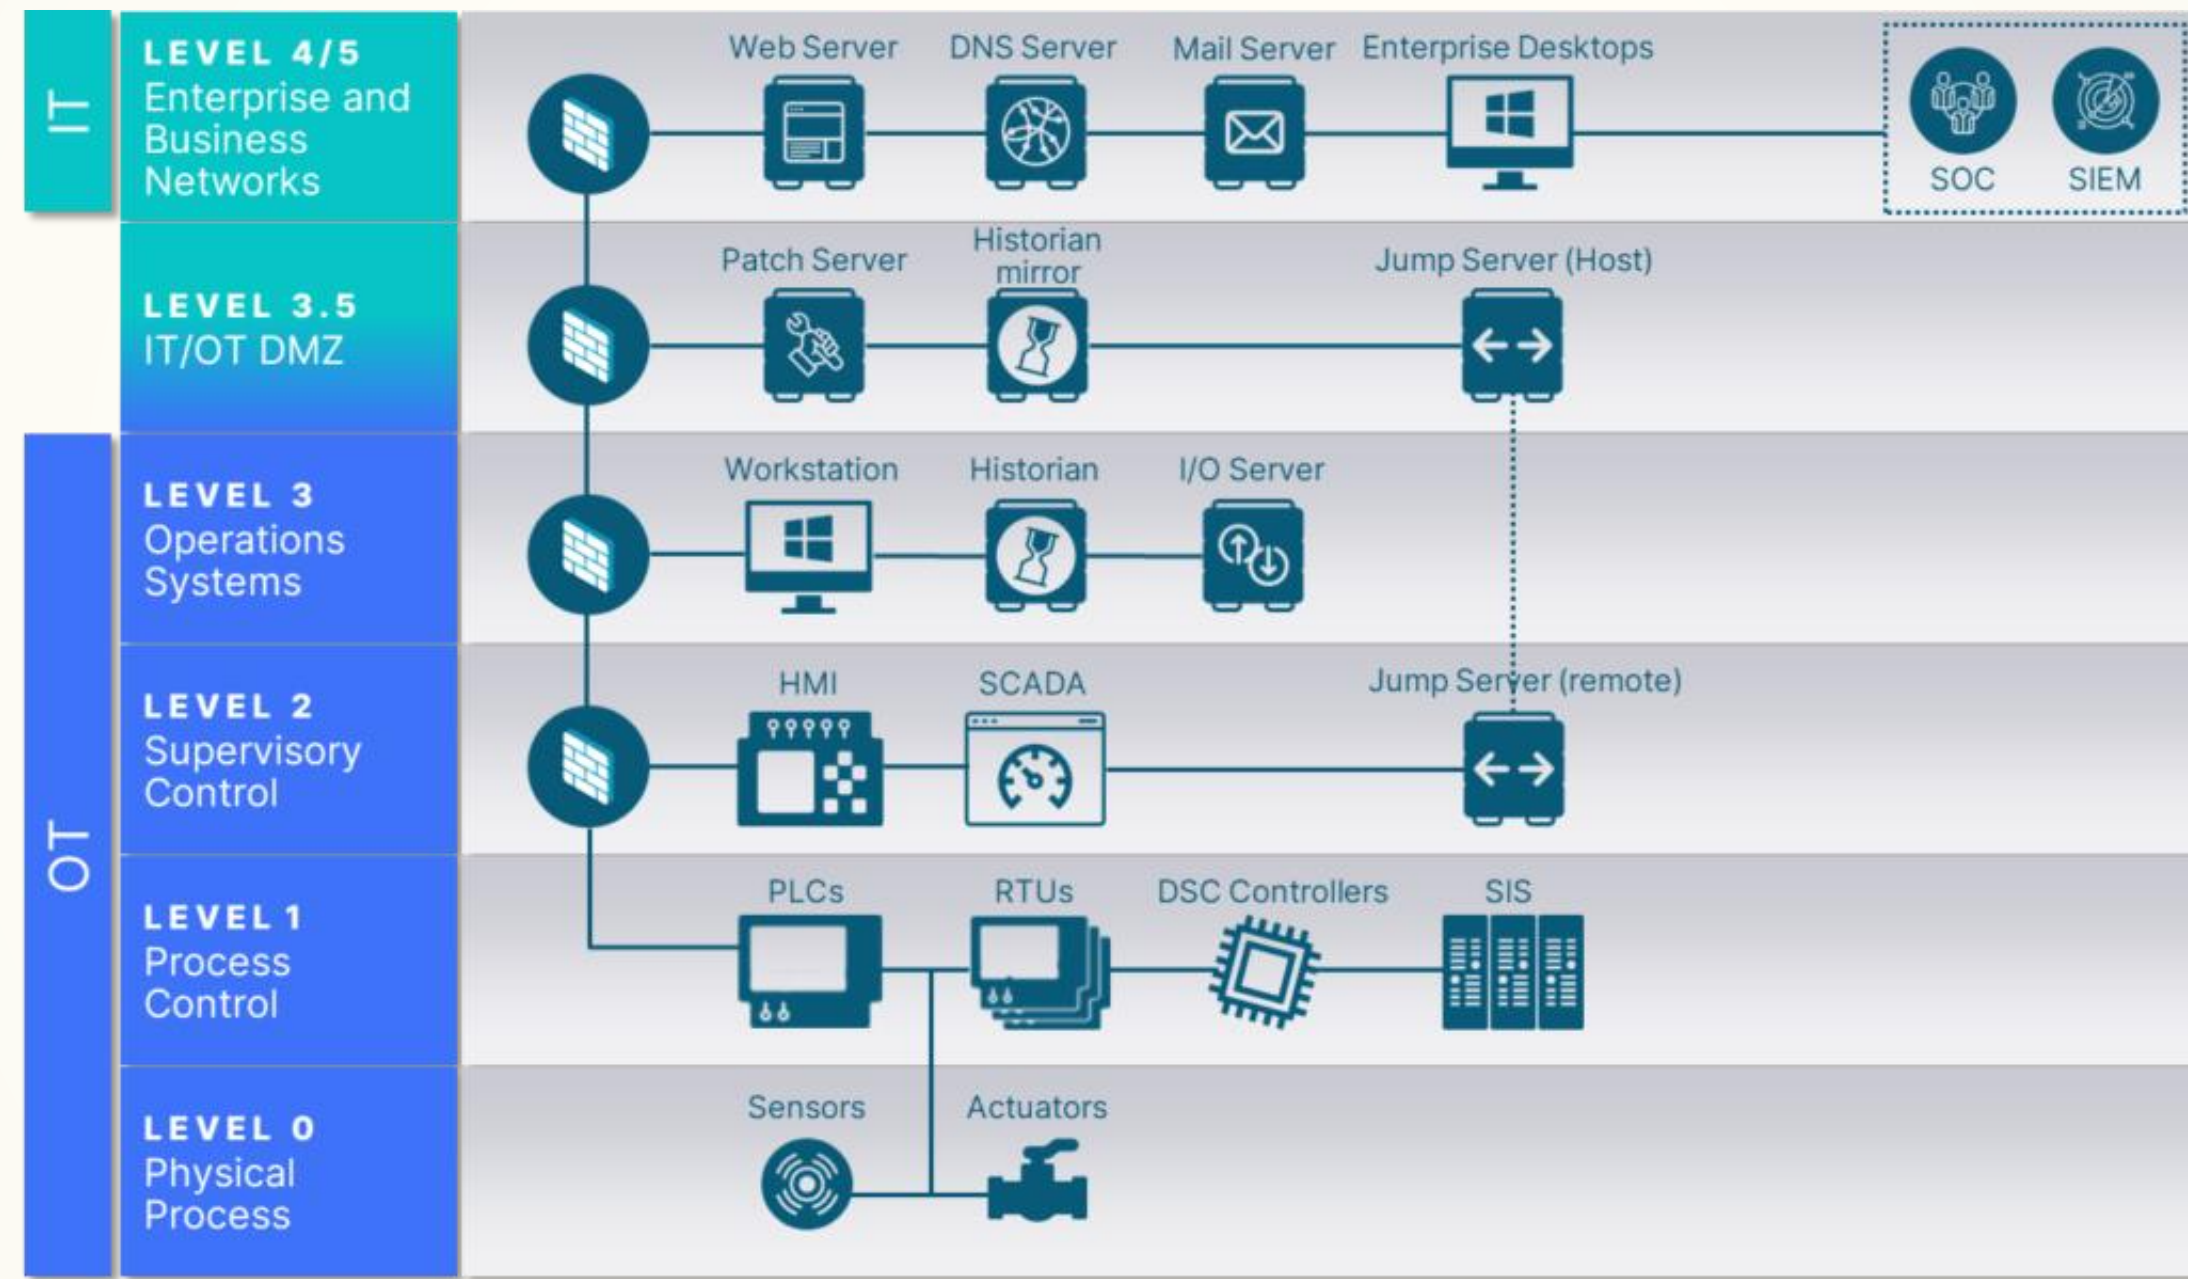 IT
LEVEL 4/5
Enterprise and
Business
Networks
Web Server
DNS Server
Mail Server
Enterprise Desktops
SOC
SIEM
LEVEL 3.5
IT/OT DMZ
Patch Server
Historian
mirror
Jump Server (Host)
OT
LEVEL 3
Operations
Systems
Workstation
Historian
I/O Server
LEVEL 2
Supervisory
Control
HMI
SCADA
Jump Server (remote)
LEVEL 1
Process
Control
PLCs
RTUs
DSC Controllers
SIS
LEVEL 0
Physical
Process
Sensors
Actuators